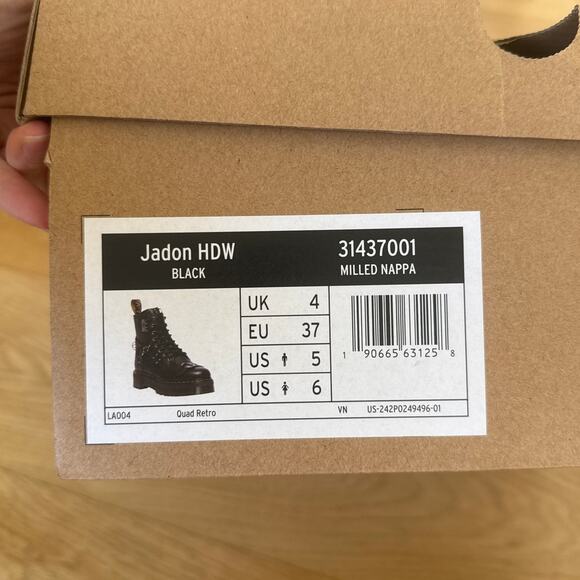 Jadon HDW 31437001
BLACK MILLED NAPPA
UK 4
EU 37
US 5
US 6
1 90665 63125 8
LA004 Quad Retro VN US-242P0249496-01